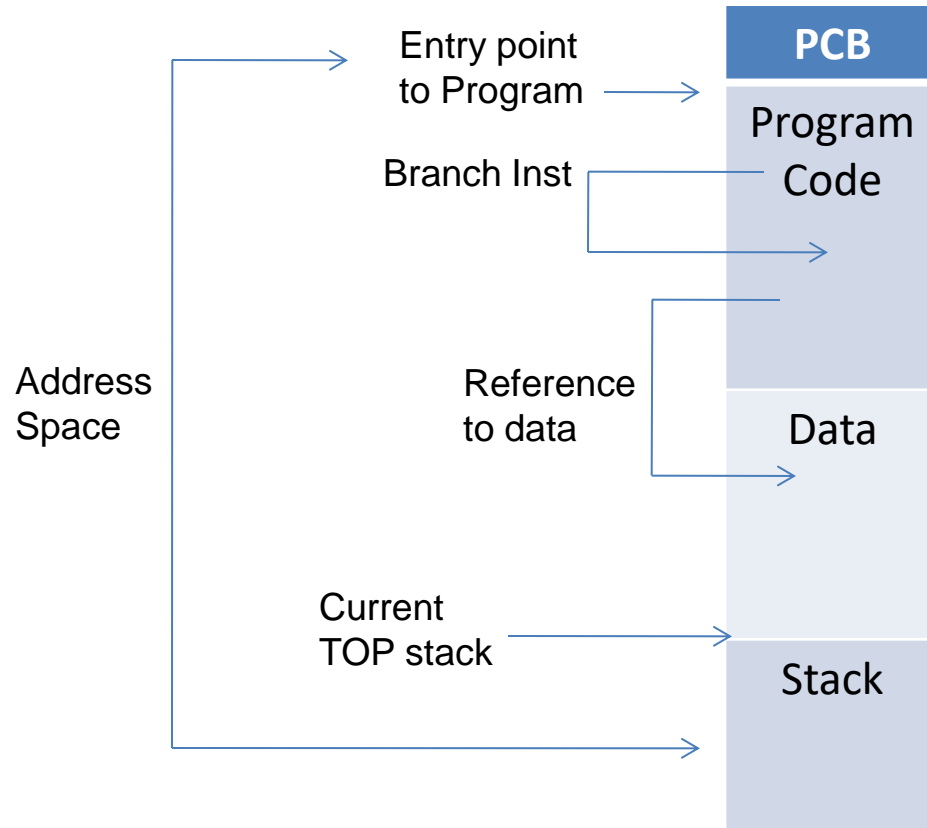 Entry point
to Program
PCB
Program
Code
Branch Inst
Address
Space
Reference
to data
Data
Current
TOP stack
Stack